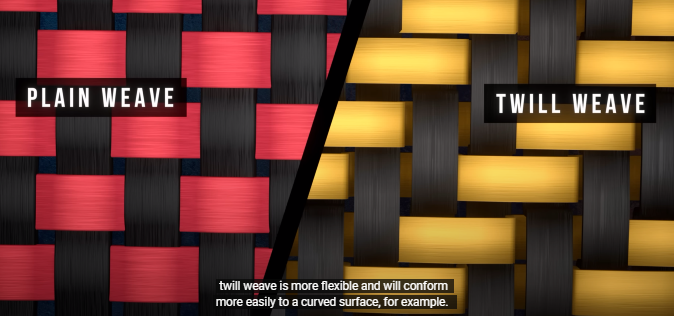 PLAIN WEAVE
TWILL WEAVE
twill weave is more flexible and will conform
more easily to a curved surface, for example.